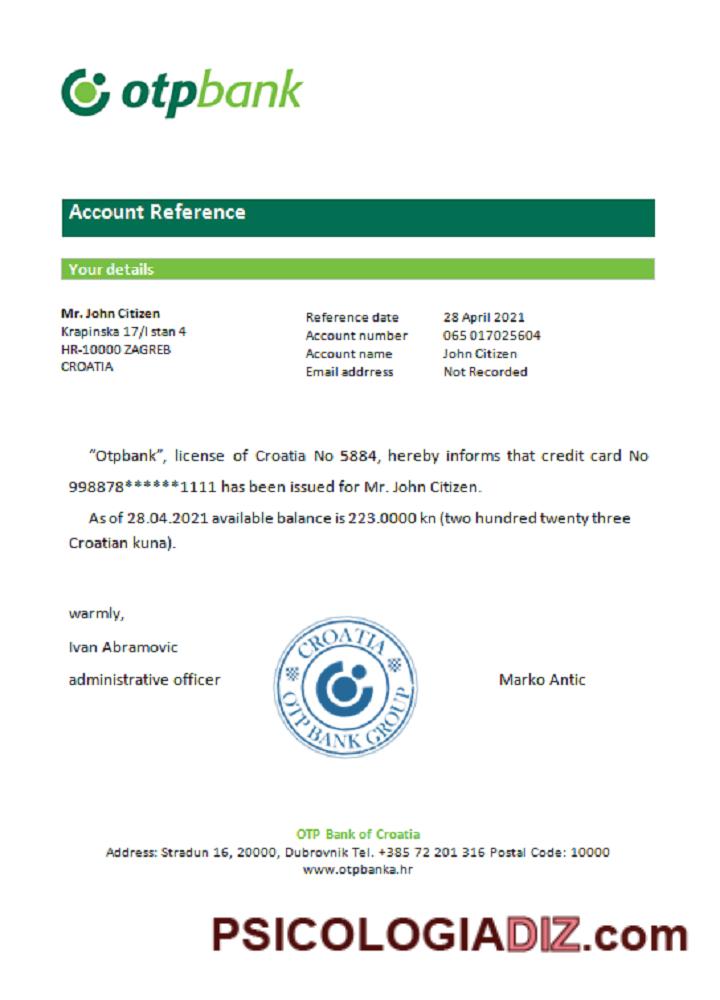 otpbank
Account Reference
Your details
Mr. John Citizen
Krapinska 17/I stan 4
HR-10000 ZAGREB
CROATIA
Reference date 28 April 2021
Account number 065 017025604
Account name John Citizen
Email addrress Not Recorded
“Otpbank”, license of Croatia No 5884, hereby informs that credit card No
998878******1111 has been issued for Mr. John Citizen.
As of 28.04.2021 available balance is 223.0000 kn (two hundred twenty three
Croatian kuna).
warmly,
Ivan Abramovic
administrative officer
CROATIA
OTP BANK GROUP
Marko Antic
OTP Bank of Croatia
Address: Stradun 16, 20000, Dubrovnik Tel. +385 72 201 316 Postal Code: 10000
www.otpbanka.hr
PSICOLOGIADIZ.com